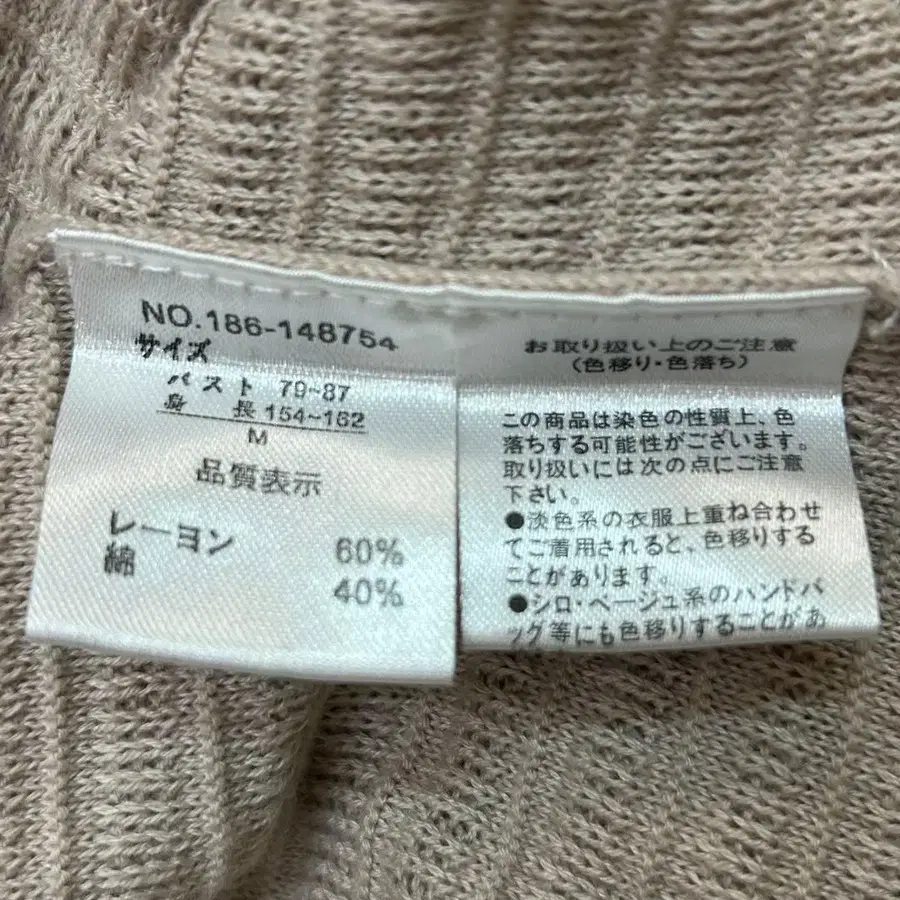 NO.186-148754
サイズ
バスト 79~87
身長 154~162
M
品質表示
レーヨン 60%
綿 40%
お取り扱い上のご注意
(色移り・色落ち)
この商品は染色の性質上、色
落ちする可能性がございます。
取り扱いには次の点にご注意
下さい。
●淡色系の衣服上重ね合わせ
てご着用されると、色移りする
ことがあります。
●シロ・ベージュ系のハンドバ
ッグ等にも色移りすることがあ